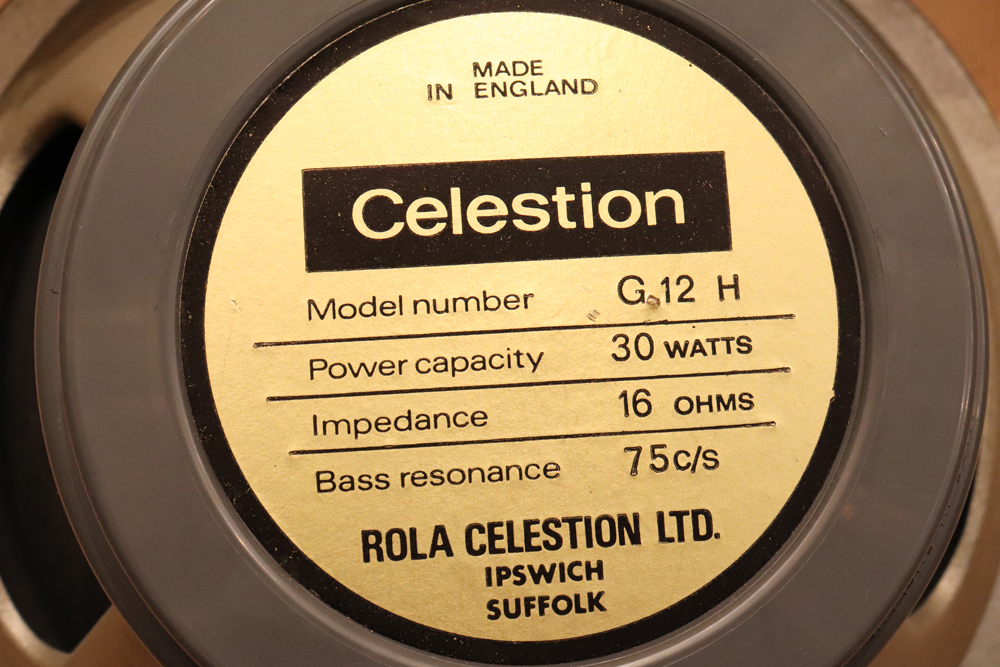 MADE
IN ENGLAND
Celestion
Model number G.12 H
Power capacity 30 WATTS
Impedance 16 OHMS
Bass resonance 75c/s
ROLA CELESTION LTD.
IPSWICH
SUFFOLK